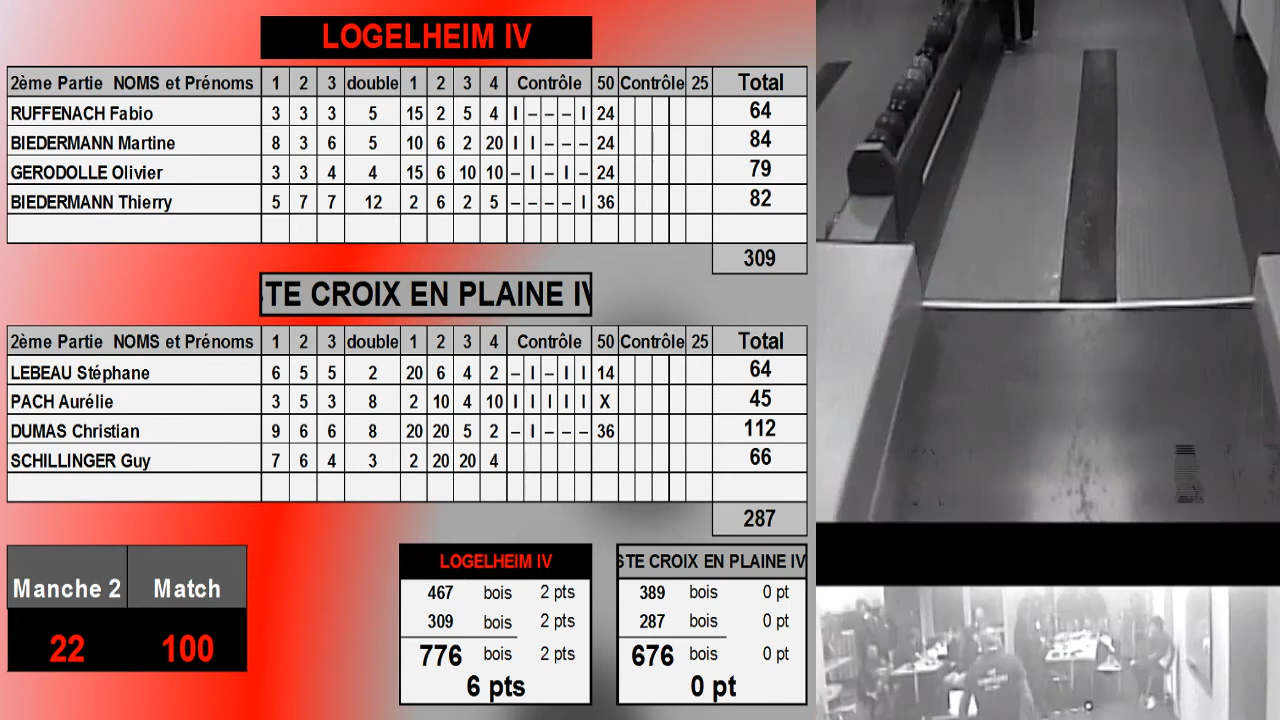 LOGELHEIM IV
2ème Partie NOMS et Prénoms 1 2 3 double 1 2 3 4 Contrôle 50 Contrôle 25 Total
RUFFENACH Fabio 3 3 3 5 15 2 5 4 I – – – I 24 64
BIEDERMANN Martine 8 3 6 5 10 6 2 20 I I – – – 24 84
GERODOLLE Olivier 3 3 4 4 15 6 10 10 – I – I – 24 79
BIEDERMANN Thierry 5 7 7 12 2 6 2 5 – – – – I 36 82
309
STE CROIX EN PLAINE IV
2ème Partie NOMS et Prénoms 1 2 3 double 1 2 3 4 Contrôle 50 Contrôle 25 Total
LEBEAU Stéphane 6 5 5 2 20 6 4 2 – I – I I 14 64
PACH Aurélie 3 5 3 8 2 10 4 10 I I I I I X 45
DUMAS Christian 9 6 6 8 20 20 5 2 – I – – – 36 112
SCHILLINGER Guy 7 6 4 3 2 20 20 4 66
287
Manche 2 Match
22 100
LOGELHEIM IV
467 bois 2 pts
309 bois 2 pts
776 bois 2 pts
6 pts
STE CROIX EN PLAINE IV
389 bois 0 pt
287 bois 0 pt
676 bois 0 pt
0 pt